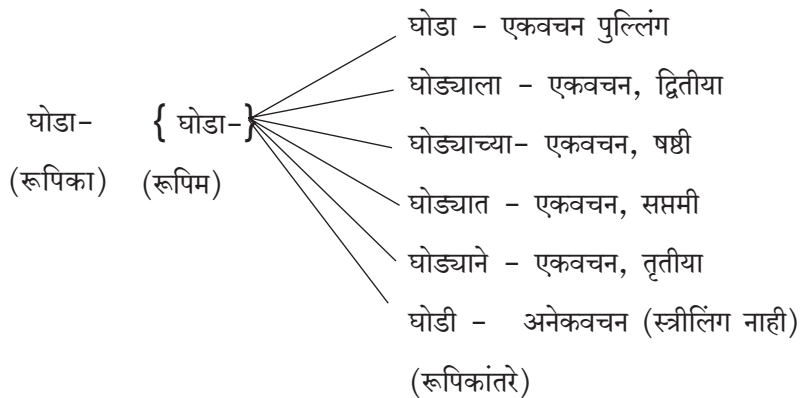 घोडा – एकवचन पुल्लिंग
घोड्याला – एकवचन, द्वितीया
घोडा– { घोडा–}
घोड्याच्या– एकवचन, षष्ठी
(रूपिका) (रूपिम)
घोड्यात – एकवचन, सप्तमी
घोड्याने – एकवचन, तृतीया
घोडी – अनेकवचन (स्त्रीलिंग नाही)
(रूपिकांतरे)